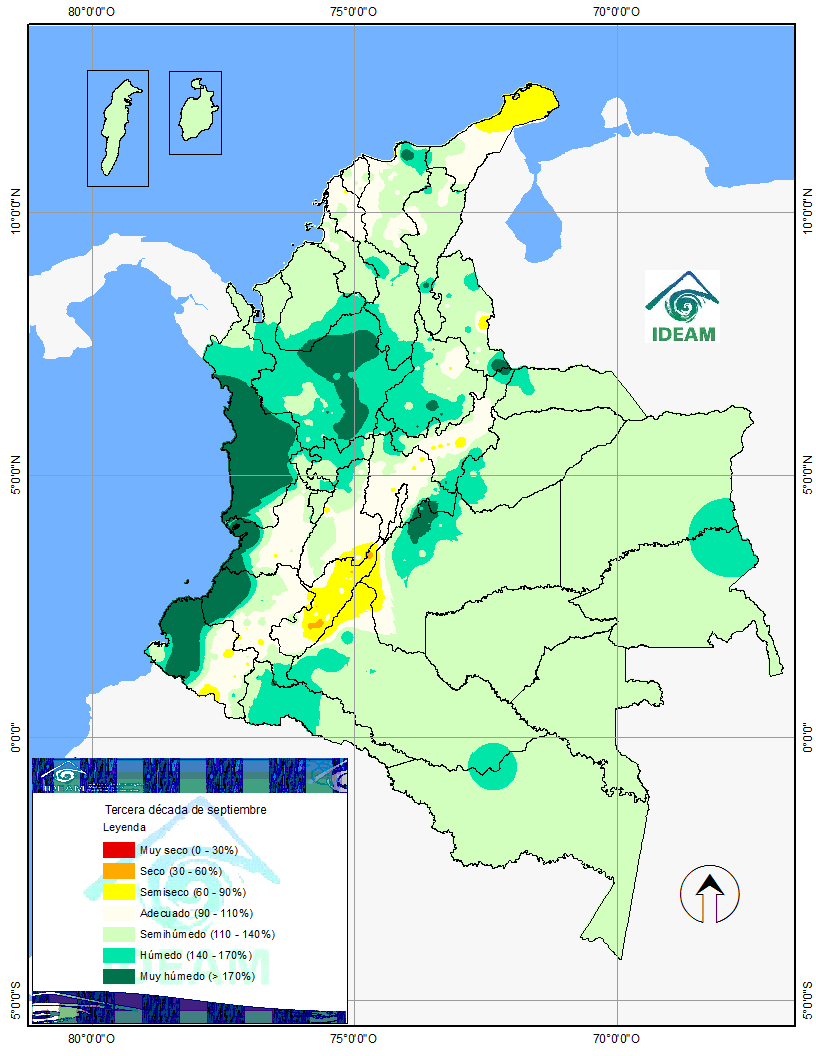 80°0'0"O 75°0'0"O 70°0'0"O
10°0'0"N 10°0'0"N
IDEAM
5°0'0"N 5°0'0"N
0°0'0" 0°0'0"
IDEAM
Tercera década de septiembre
Leyenda
Muy seco (0 - 30%)
Seco (30 - 60%)
Semiseco (60 - 90%)
Adecuado (90 - 110%)
Semihúmedo (110 - 140%)
Húmedo (140 - 170%)
Muy húmedo (> 170%)
IDEAM
5°0'0"S 5°0'0"S
80°0'0"O 75°0'0"O 70°0'0"O